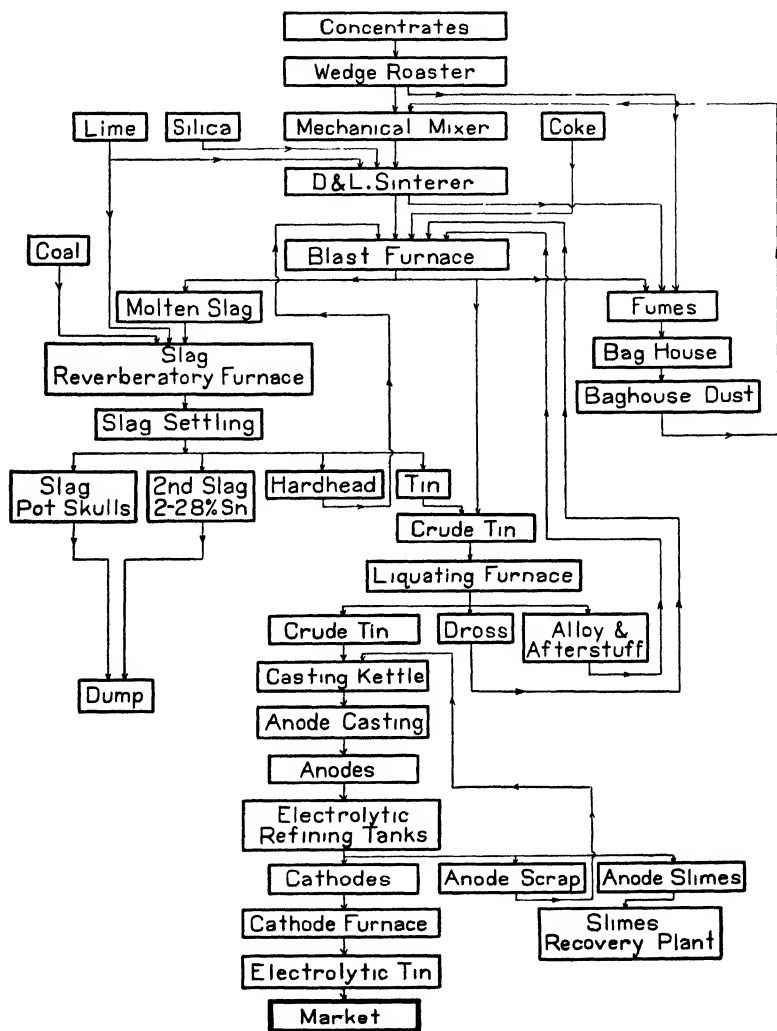 Concentrates
Wedge Roaster
Lime
Silica
Mechanical Mixer
Coke
D&L. Sinterer
Coal
Blast Furnace
Molten Slag
Fumes
Slag
Reverberatory Furnace
Bag House
Baghouse Dust
Slag Settling
Slag
Pot Skulls
2nd Slag
2-28%Sn
Hardhead
Tin
Crude Tin
Liquating Furnace
Crude Tin
Dross
Alloy &
Afterstuff
Casting Kettle
Dump
Anode Casting
Anodes
Electrolytic
Refining Tanks
Cathodes
Anode Scrap
Anode Slimes
Cathode Furnace
Slimes
Recovery Plant
Electrolytic Tin
Market